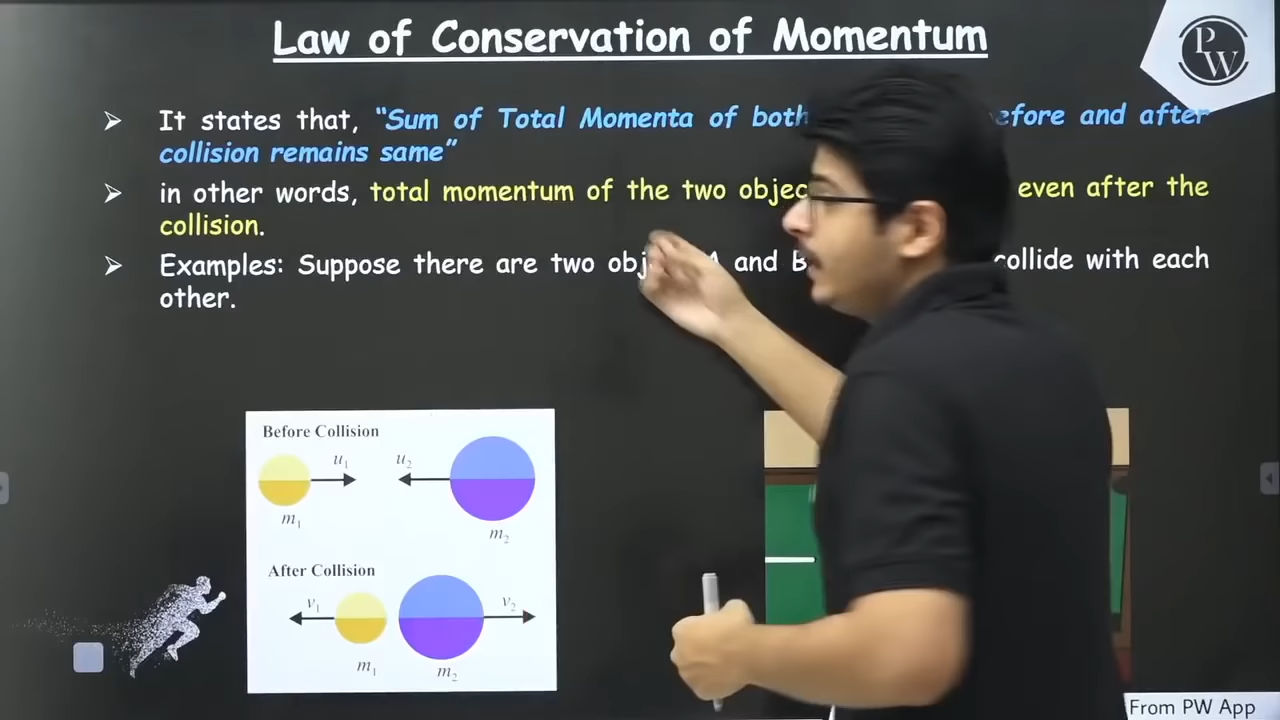 Law of Conservation of Momentum
PW
➤ It states that, “Sum of Total Momenta of both before and after
collision remains same”
➤ in other words, total momentum of the two even after the
collision.
➤ Examples: Suppose there are two A and B collide with each
other.
Before Collision
u₁ u₂
m₁
m₂
After Collision
v₁ v₂
m₁
m₂
From PW App